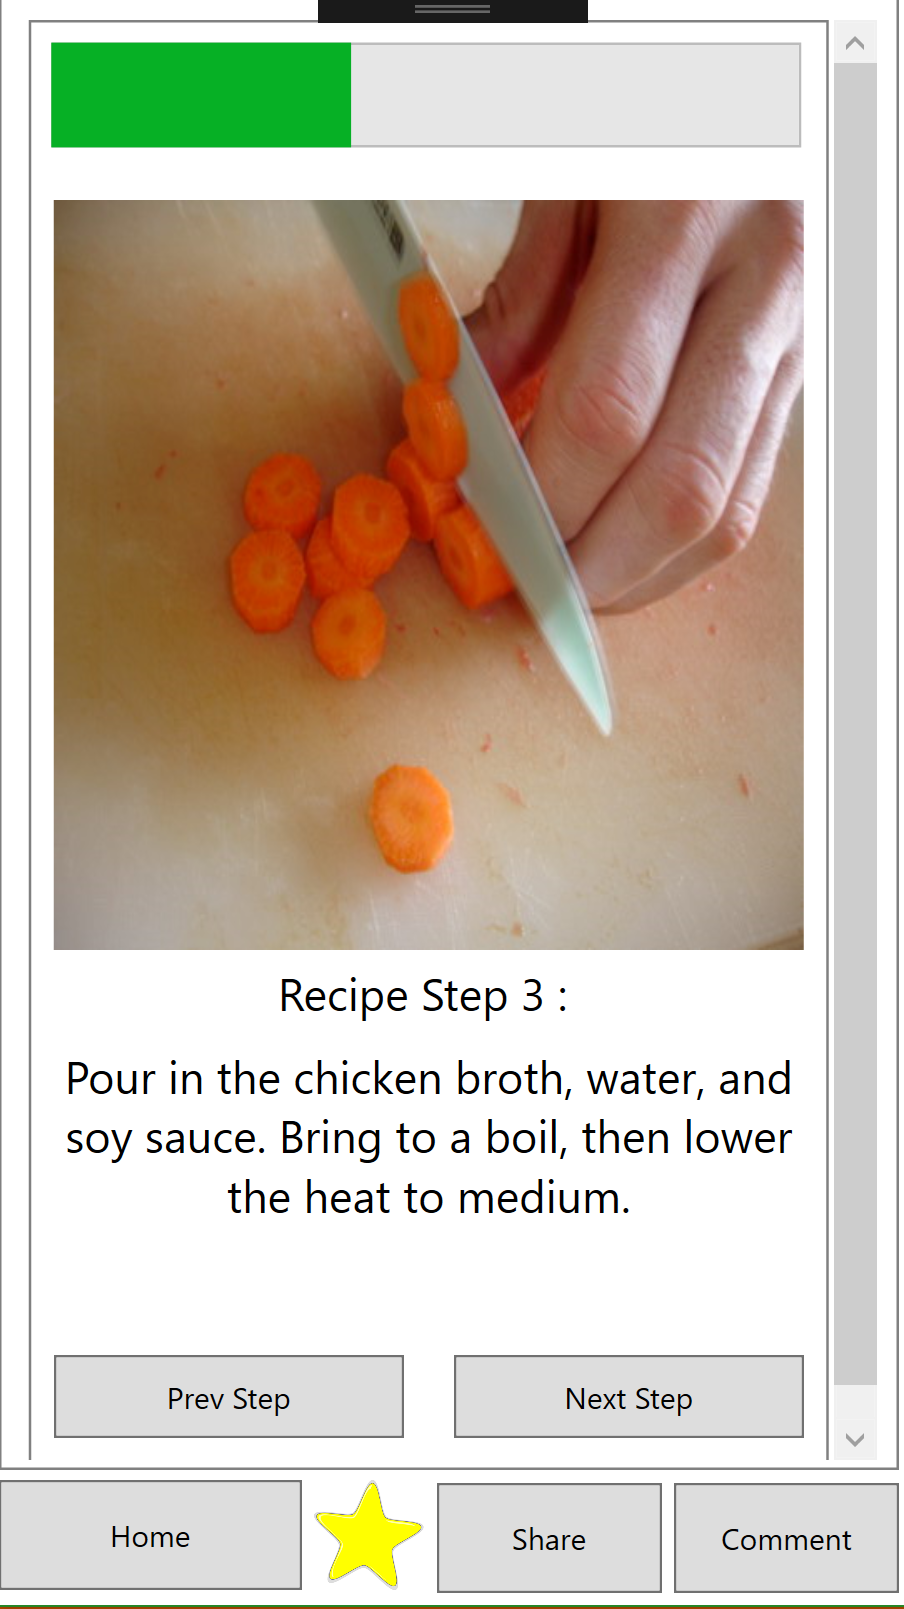 Recipe Step 3 :
Pour in the chicken broth, water, and
soy sauce. Bring to a boil, then lower
the heat to medium.
Prev Step
Next Step
Home
Share
Comment